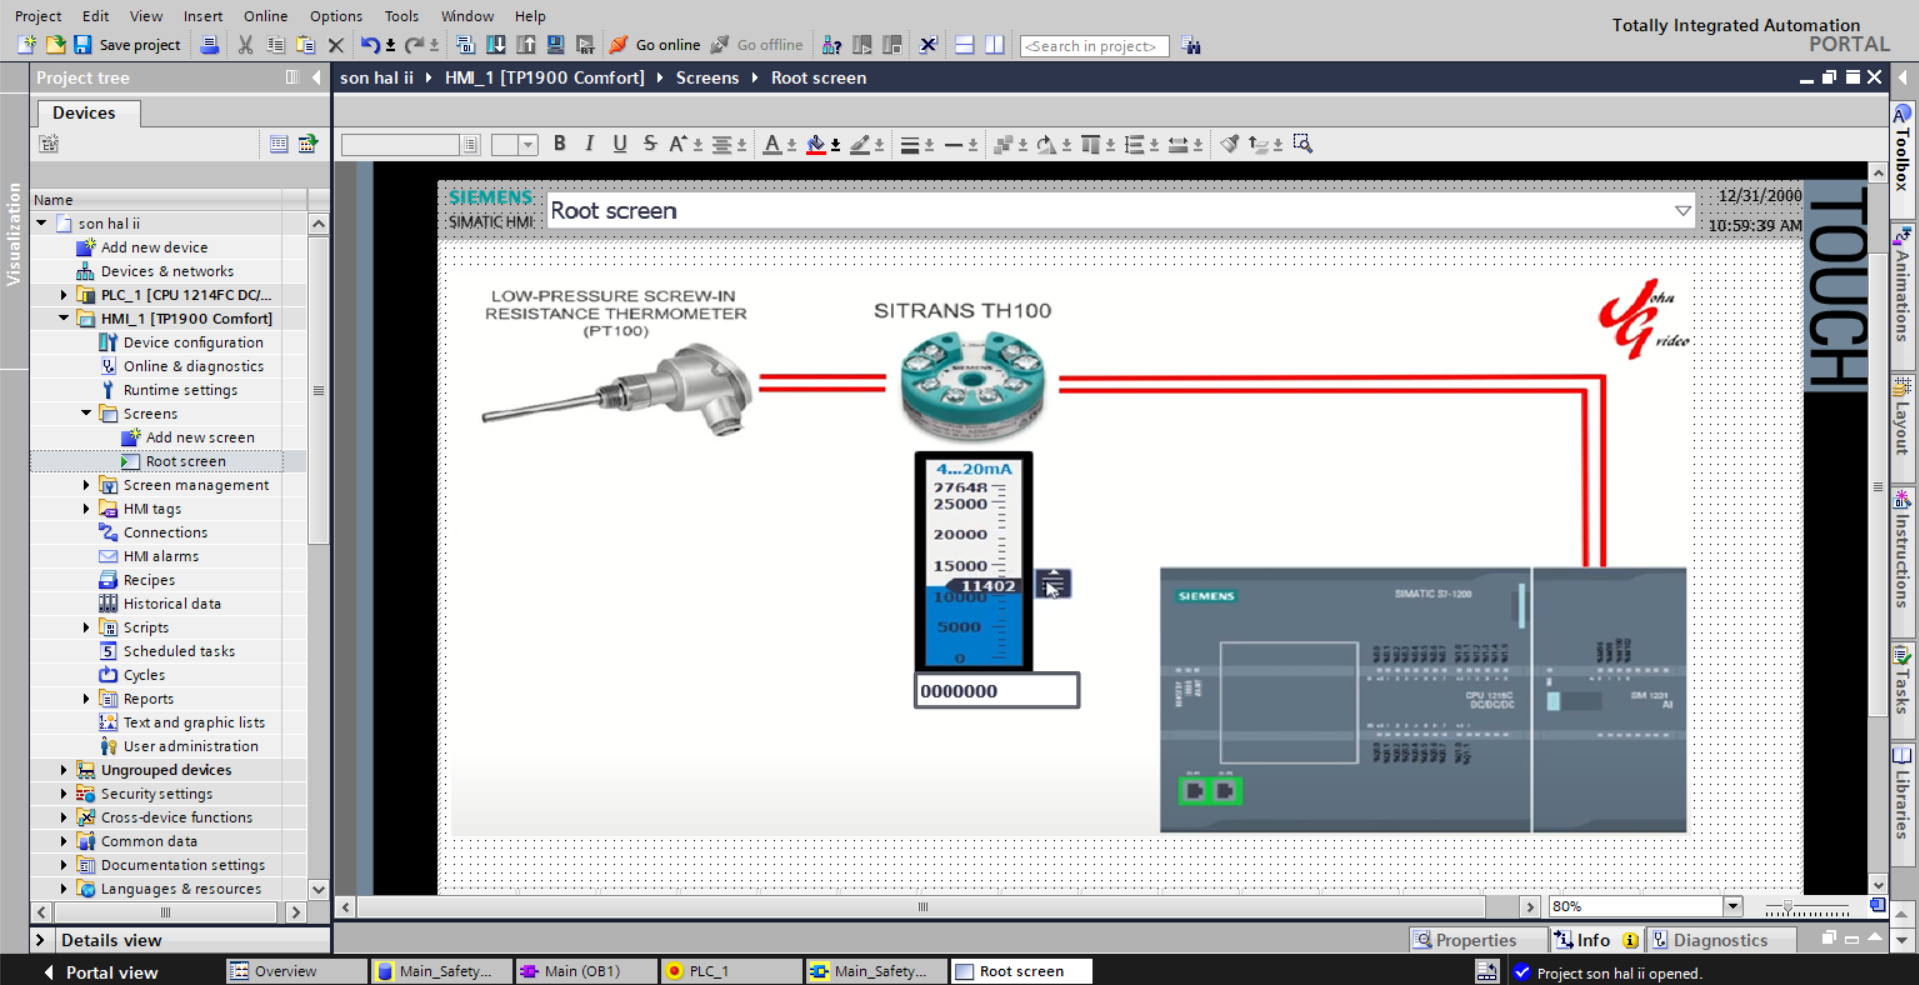 Project Edit View Insert Online Options Tools Window Help
Totally Integrated Automation
PORTAL
Save project Go online Go offline <Search in project>
Project tree
son hal ii HMI_1 [TP1900 Comfort] Screens Root screen
Devices
B I U S A A
Name
son hal ii
Add new device
Devices & networks
PLC_1 [CPU 1214FC DC/...
HMI_1 [TP1900 Comfort]
Device configuration
Online & diagnostics
Runtime settings
Screens
Add new screen
Root screen
Screen management
HMI tags
Connections
HMI alarms
Recipes
Historical data
Scripts
Scheduled tasks
Cycles
Reports
Text and graphic lists
User administration
Ungrouped devices
Security settings
Cross-device functions
Common data
Documentation settings
Languages & resources
Details view
Visualization
SIEMENS
SIMATIC HMI
Root screen
12/31/2000
10:59:39 AM
TOUCH
LOW-PRESSURE SCREW-IN
RESISTANCE THERMOMETER
(PT100)
SITRANS TH100
John
G video
SIEMENS
4...20mA
27648
25000
20000
15000
11402
10000
5000
0
0000000
SIEMENS
SIMATIC S7-1200
CPU 1215C
DC/DC/DC
SM 1231
AI
80%
Toolbox
Animations
Layout
Instructions
Tasks
Libraries
Properties Info Diagnostics
Portal view Overview Main_Safety... Main (OB1) PLC_1 Main_Safety... Root screen
Project son hal ii opened.